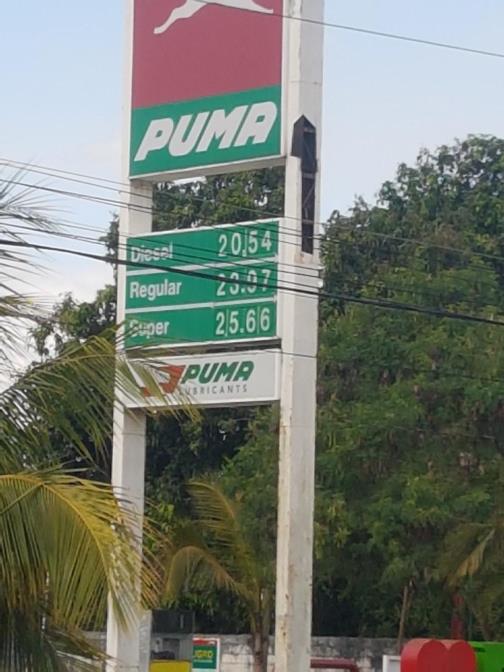 PUMA
Diesel 20.54
Regular 23.97
Super 25.66
PUMA
LUBRICANTS